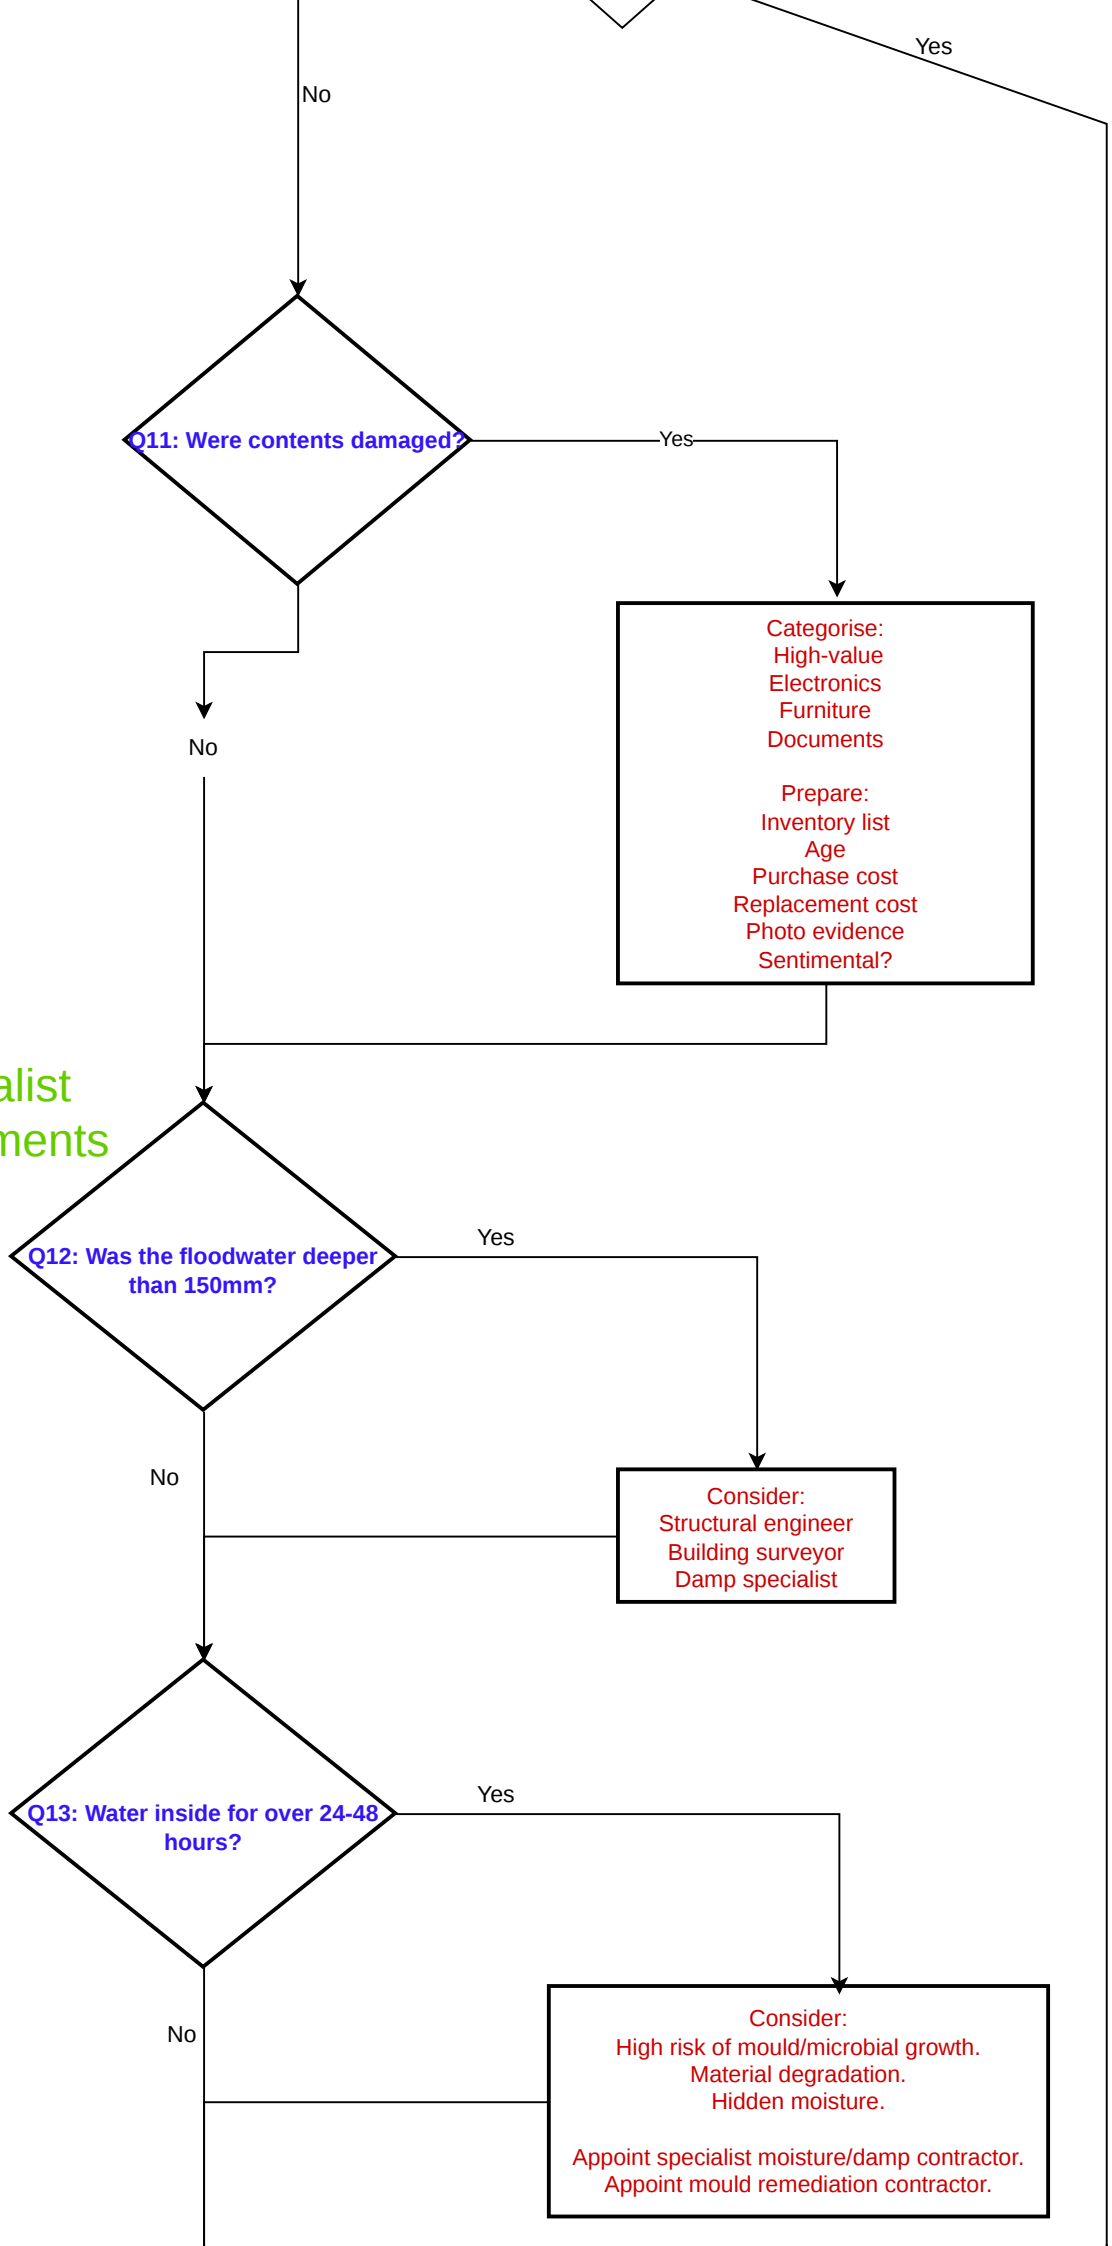 Yes
No
Q11: Were contents damaged?
Yes
Categorise:
High-value
Electronics
Furniture
Documents
Prepare:
Inventory list
Age
Purchase cost
Replacement cost
Photo evidence
Sentimental?
No
alist
ments
Q12: Was the floodwater deeper
than 150mm?
Yes
No
Consider:
Structural engineer
Building surveyor
Damp specialist
Q13: Water inside for over 24-48
hours?
Yes
No
Consider:
High risk of mould/microbial growth.
Material degradation.
Hidden moisture.
Appoint specialist moisture/damp contractor.
Appoint mould remediation contractor.